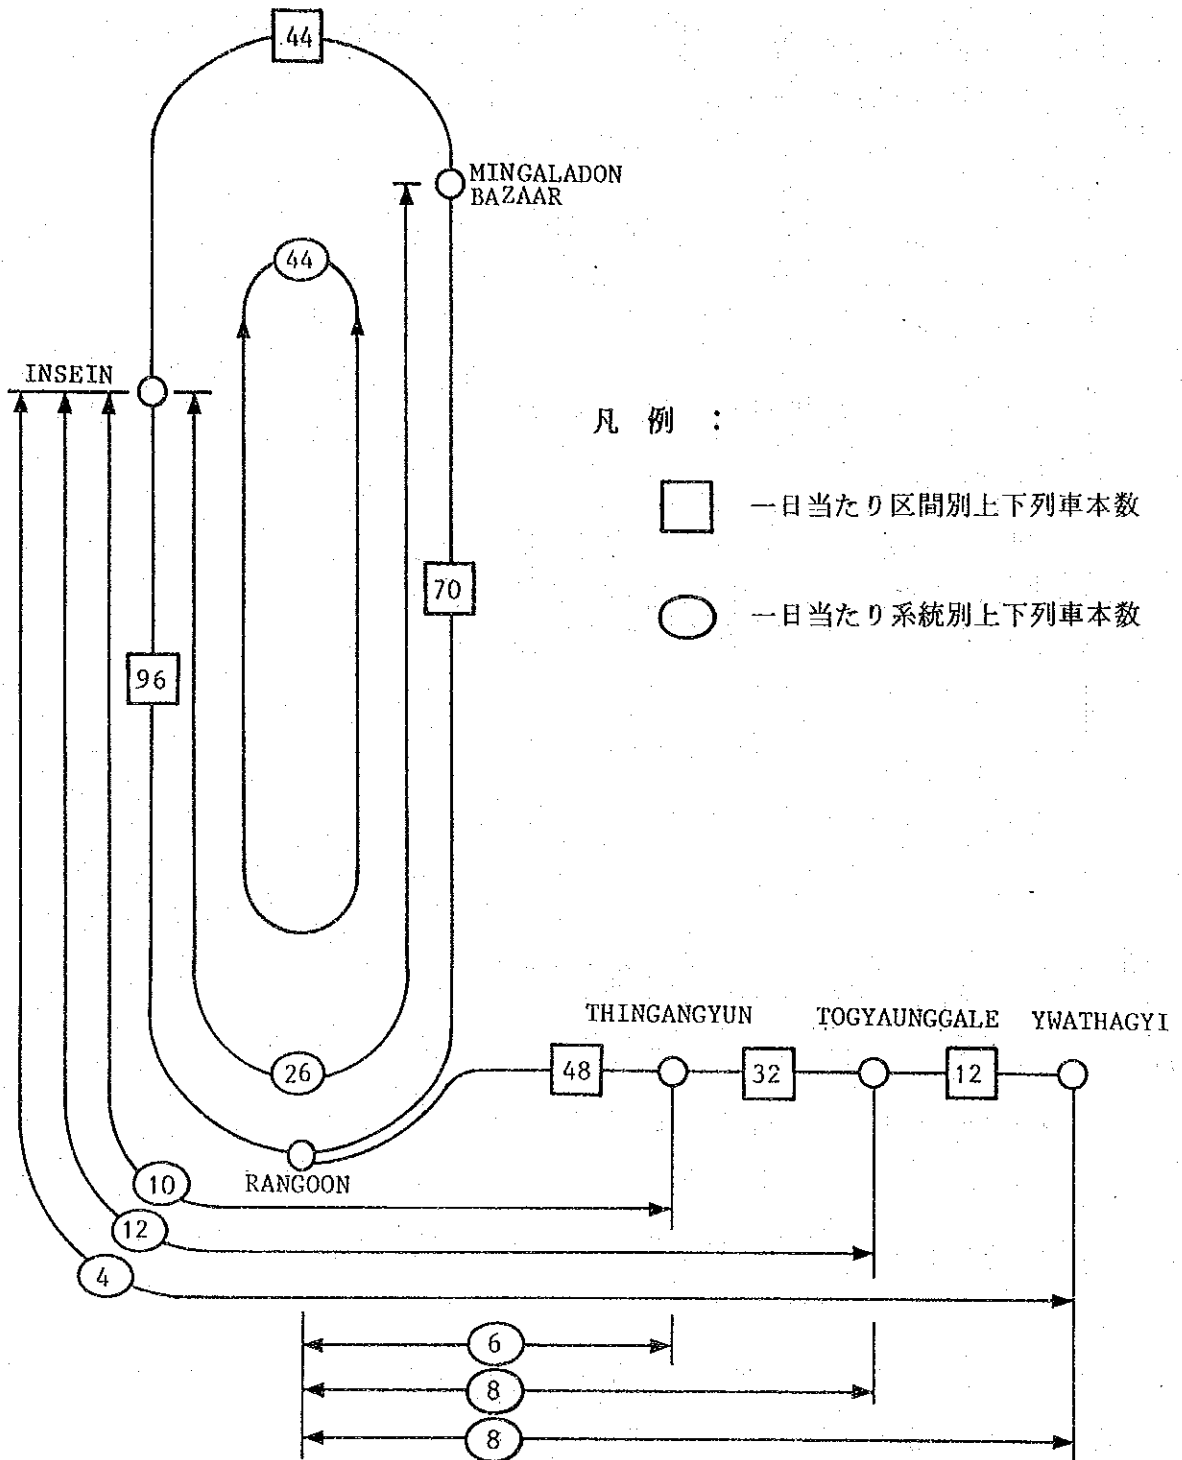 44
MINGALADON
BAZAAR
44
INSEIN
凡 例 :
一日当たり区間別上下列車本数
70
一日当たり系統別上下列車本数
96
THINGANGYUN
TOGYAUNGGALE
YWATHAGYI
26
48
32
12
RANGOON
10
12
4
6
8
8